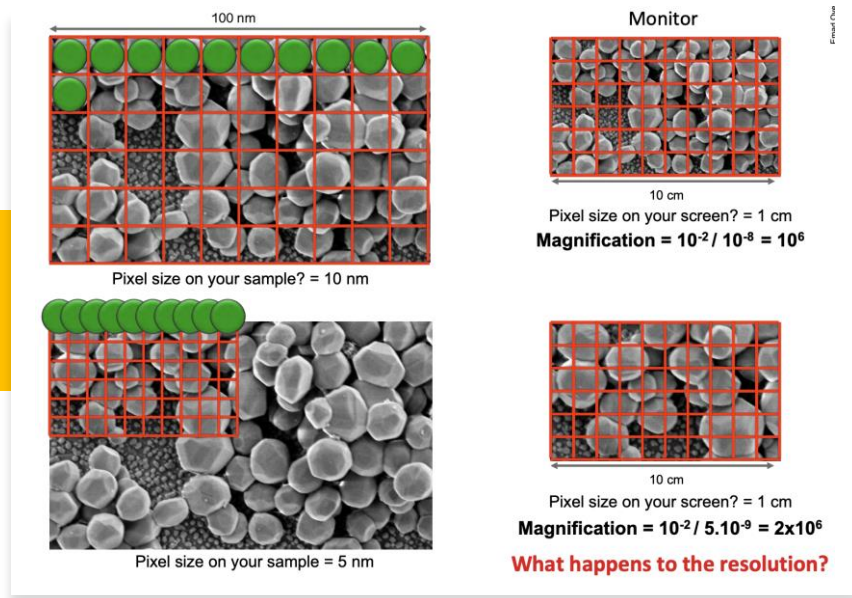 100 nm
Monitor
10 cm
Pixel size on your screen? = 1 cm
Magnification = 10⁻² / 10⁻⁸ = 10⁶
Pixel size on your sample? = 10 nm
10 cm
Pixel size on your screen? = 1 cm
Magnification = 10⁻² / 5.10⁻⁹ = 2x10⁶
Pixel size on your sample = 5 nm
What happens to the resolution?